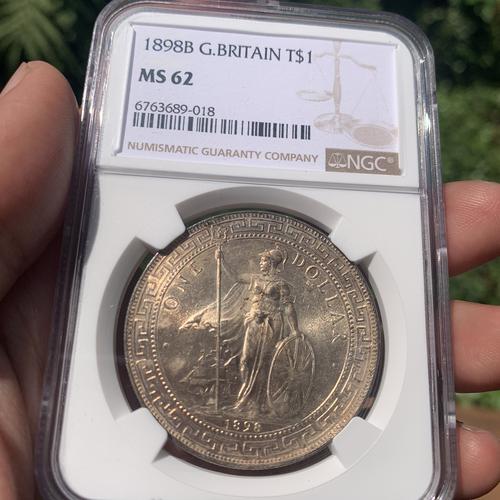 1898B G.BRITAIN T$1
MS 62
6763689-018
NUMISMATIC GUARANTY COMPANY
NGC®
ONE DOLLAR
1898